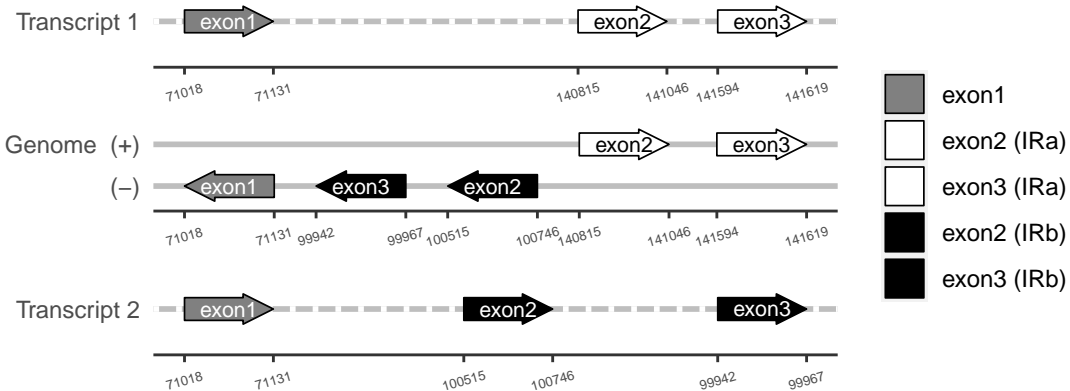 Transcript 1 exon1 exon2 exon3
71018 71131 140815 141046 141594 141619
exon1
Genome (+) exon2 exon3
exon2 (IRa)
(–) exon1 exon3 exon2
exon3 (IRa)
71018 71131 99942 99967 100515 100746 140815 141046 141594 141619
exon2 (IRb)
exon3 (IRb)
Transcript 2 exon1 exon2 exon3
71018 71131 100515 100746 99942 99967